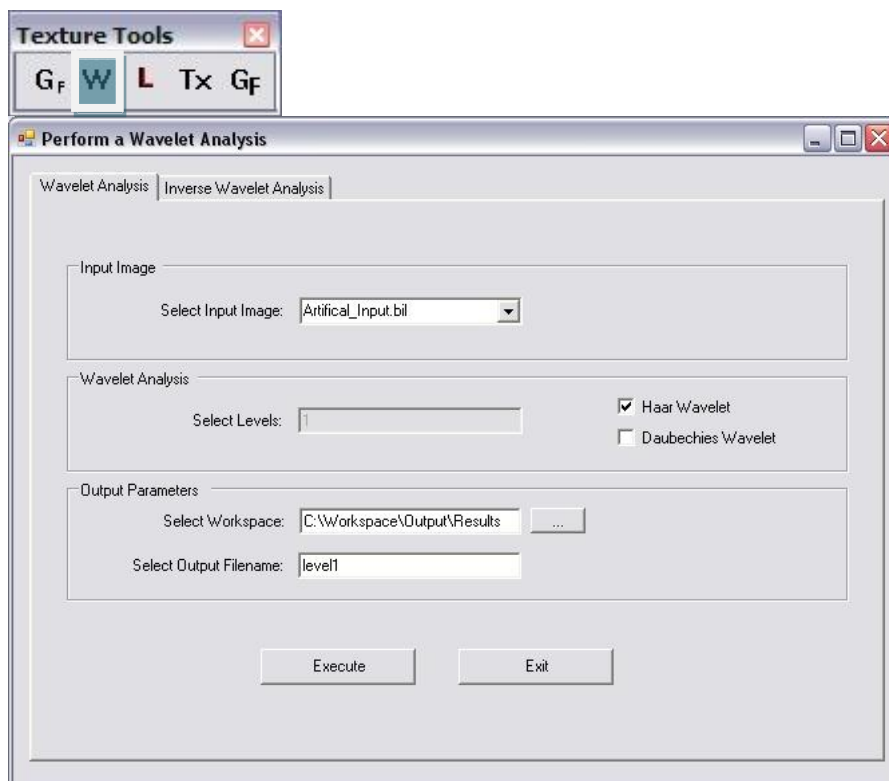 Texture Tools
GF W L Tx GF
Perform a Wavelet Analysis
Wavelet Analysis Inverse Wavelet Analysis
Input Image
Select Input Image: Artifical_Input.bil
Wavelet Analysis
Select Levels: 1
Haar Wavelet
Daubechies Wavelet
Output Parameters
Select Workspace: C:\Workspace\Output\Results ...
Select Output Filename: level1
Execute Exit